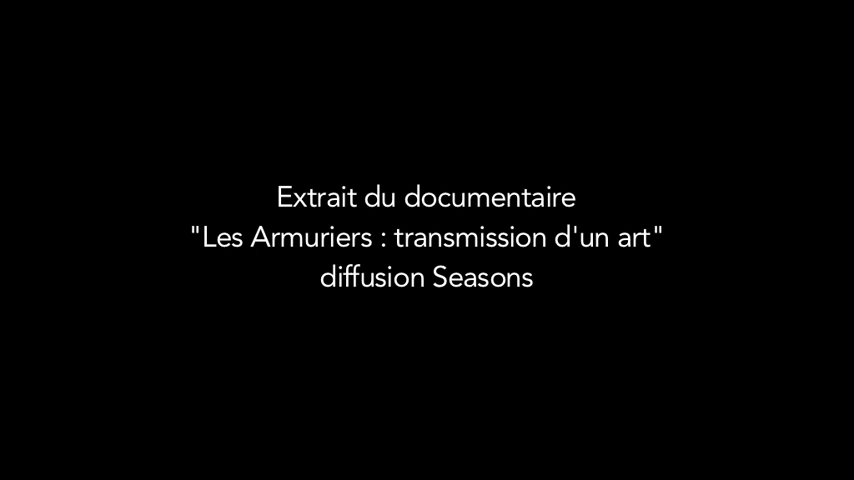 Extrait du documentaire
"Les Armuriers : transmission d'un art"
diffusion Seasons